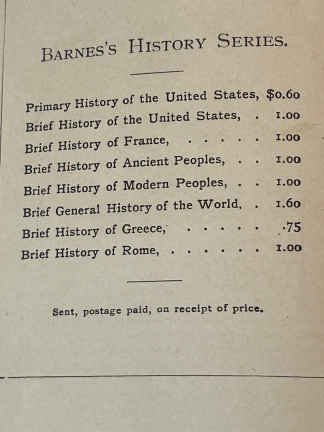 BARNES'S HISTORY SERIES.
Primary History of the United States, $0.60
Brief History of the United States, . 1.00
Brief History of France, . . . . . 1.00
Brief History of Ancient Peoples, . . 1.00
Brief History of Modern Peoples, . . 1.00
Brief General History of the World, . 1.60
Brief History of Greece, . . . . . .75
Brief History of Rome, . . . . . . 1.00
Sent, postage paid, on receipt of price.